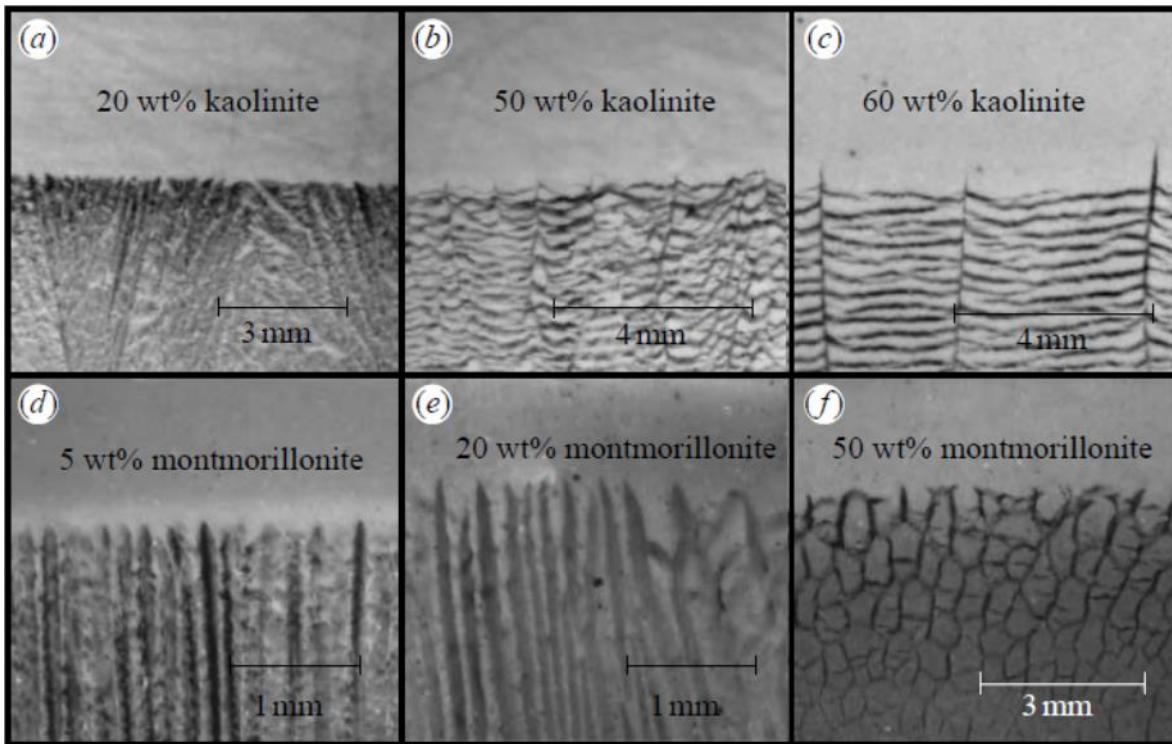 (a)
20 wt% kaolinite
3 mm
(b)
50 wt% kaolinite
4 mm
(c)
60 wt% kaolinite
4 mm
(d)
5 wt% montmorillonite
1 mm
(e)
20 wt% montmorillonite
1 mm
(f)
50 wt% montmorillonite
3 mm